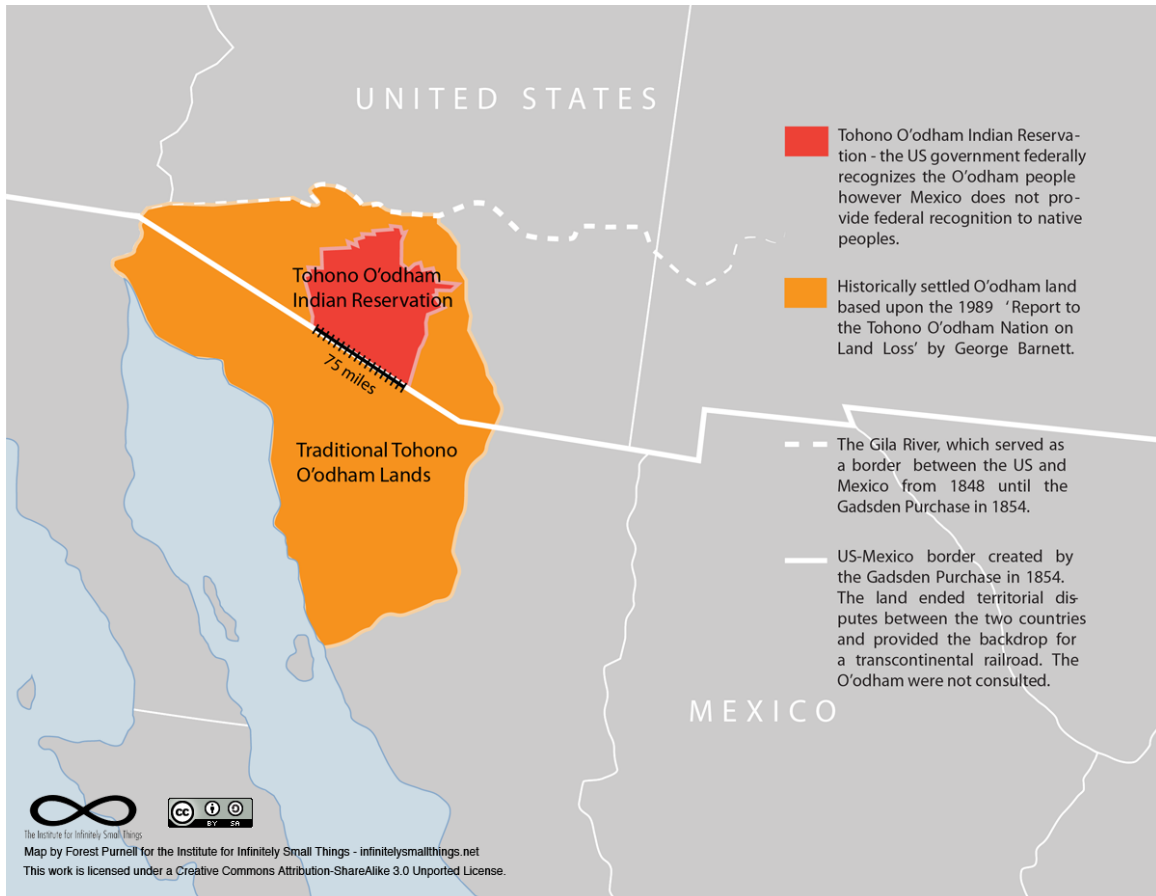 UNITED STATES
Tohono O'odham Indian Reserva-
tion - the US government federally
recognizes the O'odham people
however Mexico does not pro-
vide federal recognition to native
peoples.
Tohono O'odham
Indian Reservation
Historically settled O'odham land
based upon the 1989 'Report to
the Tohono O'odham Nation on
Land Loss' by George Barnett.
75 miles
Traditional Tohono
O'odham Lands
The Gila River, which served as
a border between the US and
Mexico from 1848 until the
Gadsden Purchase in 1854.
US-Mexico border created by
the Gadsden Purchase in 1854.
The land ended territorial dis-
putes between the two countries
and provided the backdrop for
a transcontinental railroad. The
O'odham were not consulted.
MEXICO
cc
BY SA
The Institute for Infinitely Small Things
Map by Forest Purnell for the Institute for Infinitely Small Things - infinitelysmallthings.net
This work is licensed under a Creative Commons Attribution-ShareAlike 3.0 Unported License.